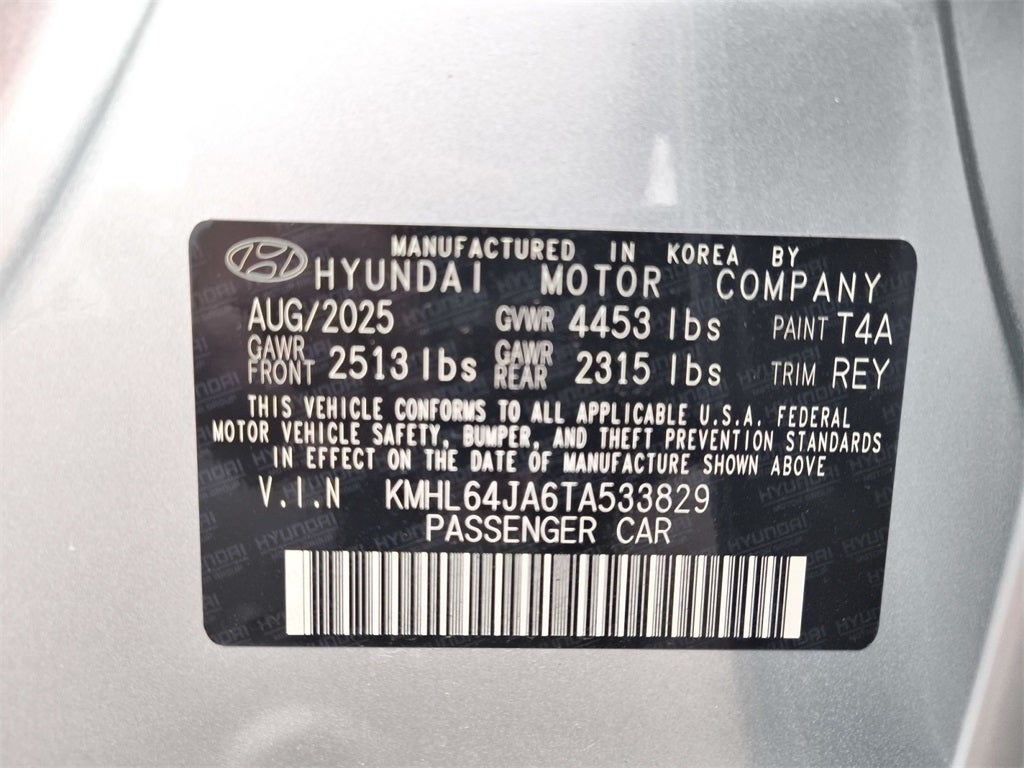 MANUFACTURED IN KOREA BY
HYUNDAI MOTOR COMPANY
AUG/2025 GVWR 4453 lbs PAINT T4A
GAWR FRONT 2513 lbs GAWR REAR 2315 lbs TRIM REY
THIS VEHICLE CONFORMS TO ALL APPLICABLE U.S.A. FEDERAL
MOTOR VEHICLE SAFETY, BUMPER, AND THEFT PREVENTION STANDARDS
IN EFFECT ON THE DATE OF MANUFACTURE SHOWN ABOVE
V.I.N KMHL64JA6TA533829
PASSENGER CAR